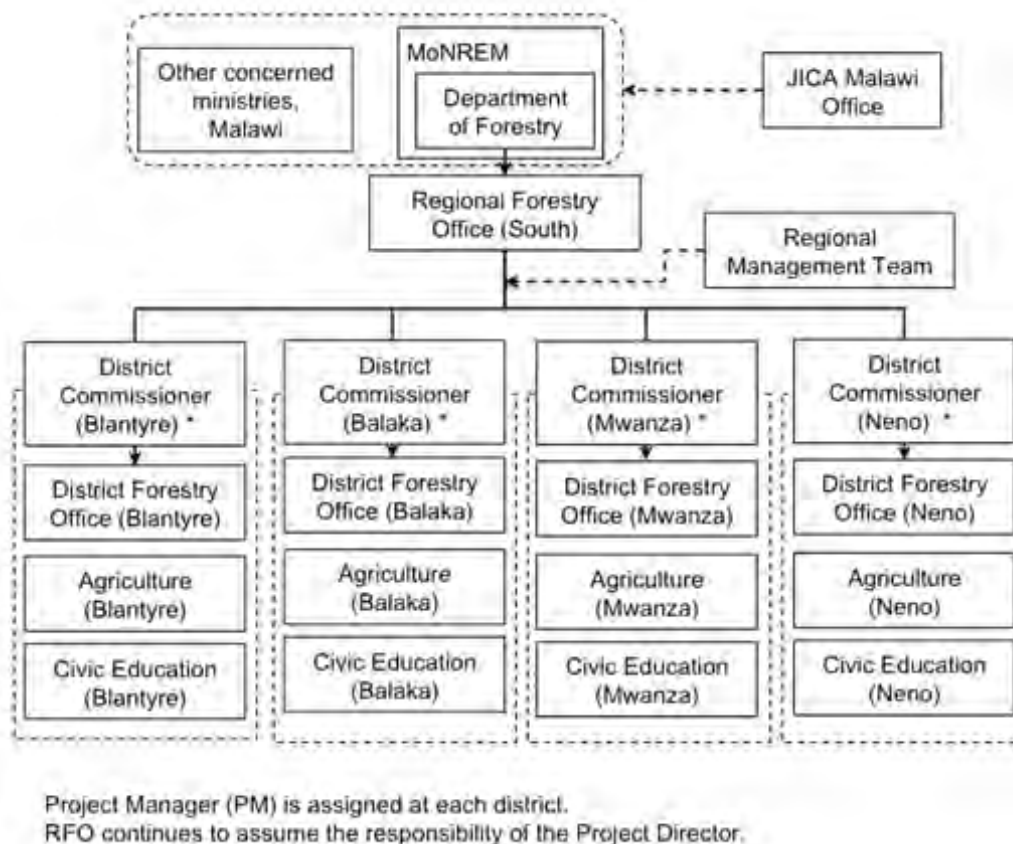 Other concerned
ministries,
Malawi
MoNREM
Department
of Forestry
JICA Malawi
Office
Regional Forestry
Office (South)
Regional
Management Team
District
Commissioner
(Blantyre) *
District
Commissioner
(Balaka) *
District
Commissioner
(Mwanza) *
District
Commissioner
(Neno) *
District Forestry
Office (Blantyre)
District Forestry
Office (Balaka)
District Forestry
Office (Mwanza)
District Forestry
Office (Neno)
Agriculture
(Blantyre)
Agriculture
(Balaka)
Agriculture
(Mwanza)
Agriculture
(Neno)
Civic Education
(Blantyre)
Civic Education
(Balaka)
Civic Education
(Mwanza)
Civic Education
(Neno)
Project Manager (PM) is assigned at each district.
RFO continues to assume the responsibility of the Project Director.